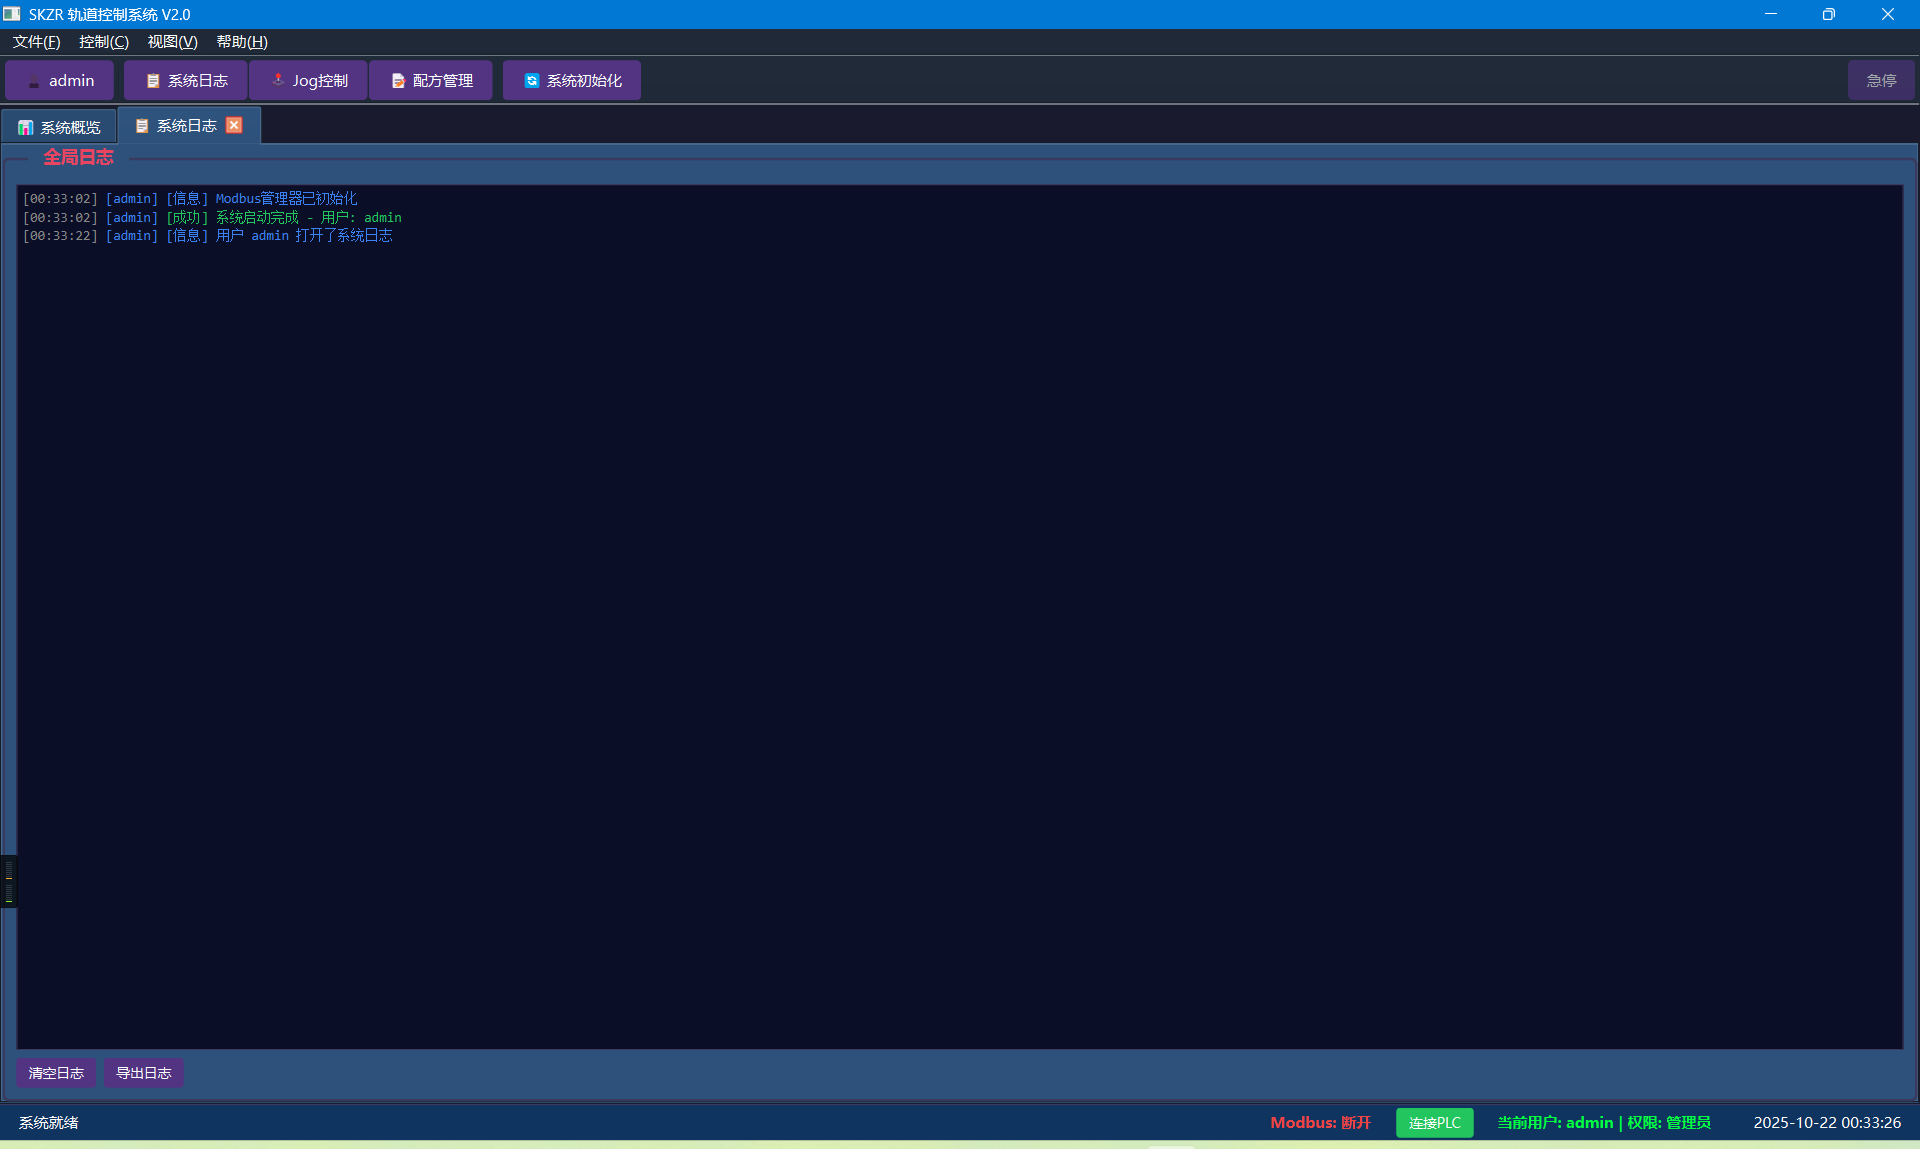 SKZR 轨道控制系统 V2.0
文件(F) 控制(C) 视图(V) 帮助(H)
admin 系统日志 Jog控制 配方管理 系统初始化 急停
系统概览 系统日志
全局日志
[00:33:02] [admin] [信息] Modbus管理器已初始化
[00:33:02] [admin] [成功] 系统启动完成 - 用户: admin
[00:33:22] [admin] [信息] 用户 admin 打开了系统日志
清空日志 导出日志
系统就绪 Modbus: 断开 连接PLC 当前用户: admin | 权限: 管理员 2025-10-22 00:33:26